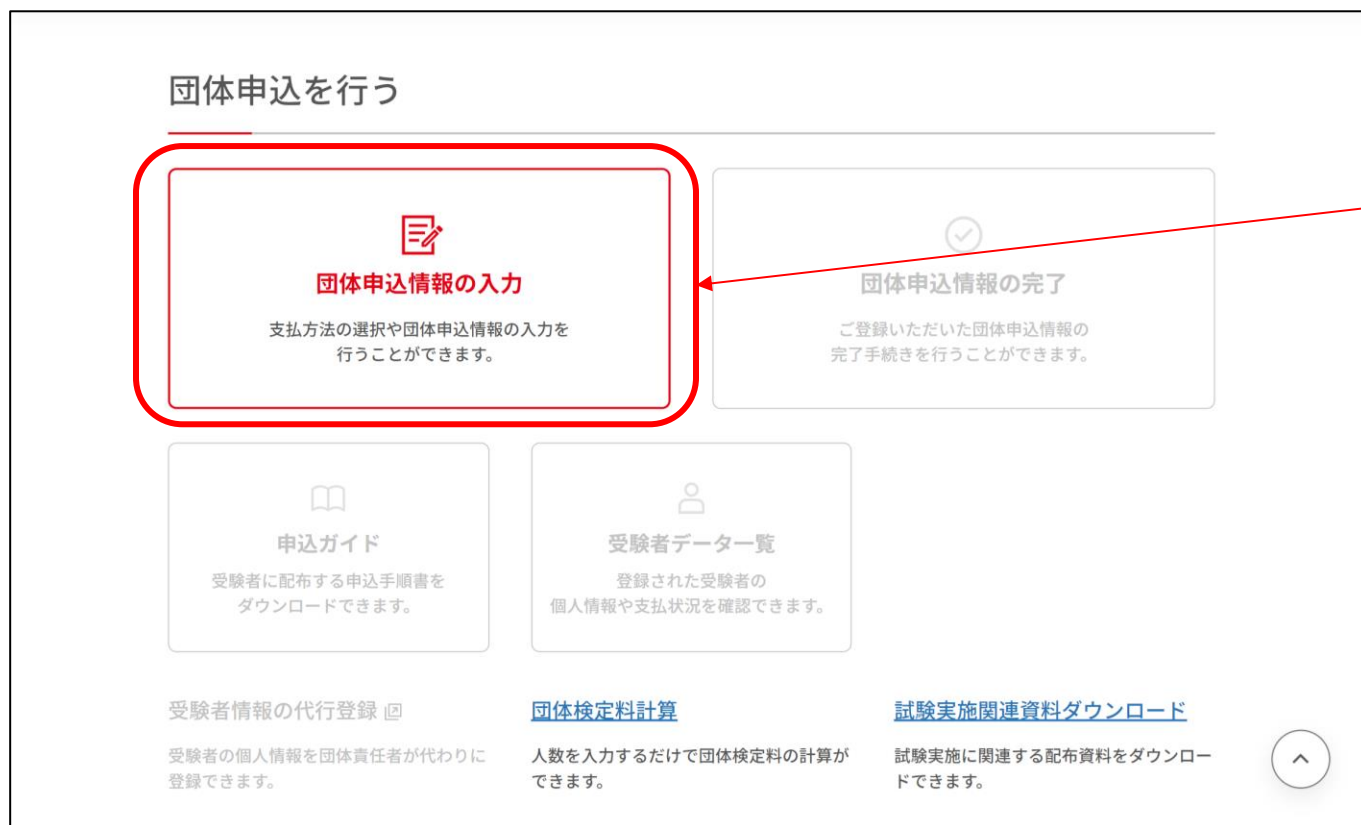 団体申込を行う
団体申込情報の入力
支払方法の選択や団体申込情報の入力を
行うことができます。
団体申込情報の完了
ご登録いただいた団体申込情報の
完了手続きを行うことができます。
申込ガイド
受験者に配布する申込手順書を
ダウンロードできます。
受験者データ一覧
登録された受験者の
個人情報や支払状況を確認できます。
受験者情報の代行登録
受験者の個人情報を団体責任者が代わりに
登録できます。
団体検定料計算
人数を入力するだけで団体検定料の計算が
できます。
試験実施関連資料ダウンロード
試験実施に関連する配布資料をダウンロー
ドできます。